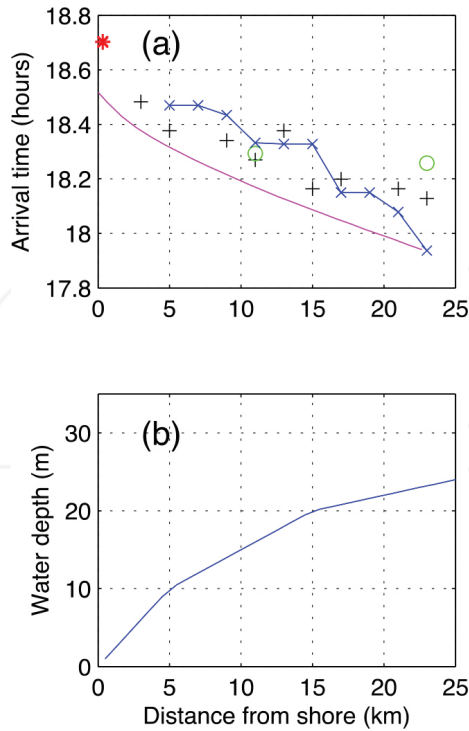 (a)
Arrival time (hours)
18.8
18.6
18.4
18.2
18
17.8
0 5 10 15 20 25
(b)
Water depth (m)
30
20
10
0
0 5 10 15 20 25
Distance from shore (km)